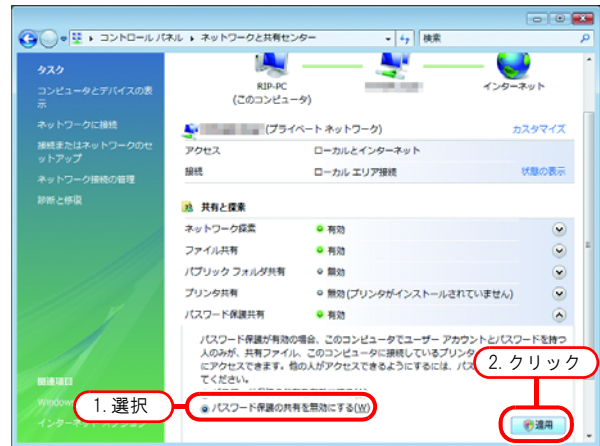 コントロール パネル ▸ ネットワークと共有センター
検索
タスク
コンピュータとデバイスの表示
ネットワークに接続
接続またはネットワークのセットアップ
ネットワーク接続の管理
診断と修復
RIP-PC
(このコンピュータ)
インターネット
(プライベート ネットワーク)
カスタマイズ
アクセス
ローカルとインターネット
接続
ローカル エリア接続
状態の表示
共有と探索
ネットワーク探索
有効
ファイル共有
有効
パブリック フォルダ共有
無効
プリンタ共有
無効 (プリンタがインストールされていません)
パスワード保護共有
有効
パスワード保護が有効の場合、このコンピュータでユーザー アカウントとパスワードを持つ
人のみが、共有ファイル、このコンピュータに接続しているプリンタ
にアクセスできます。他の人がアクセスできるようにするには、パス
てください。
2. クリック
関連項目
Window
インターネット
1. 選択
パスワード保護の共有を無効にする(W)
適用